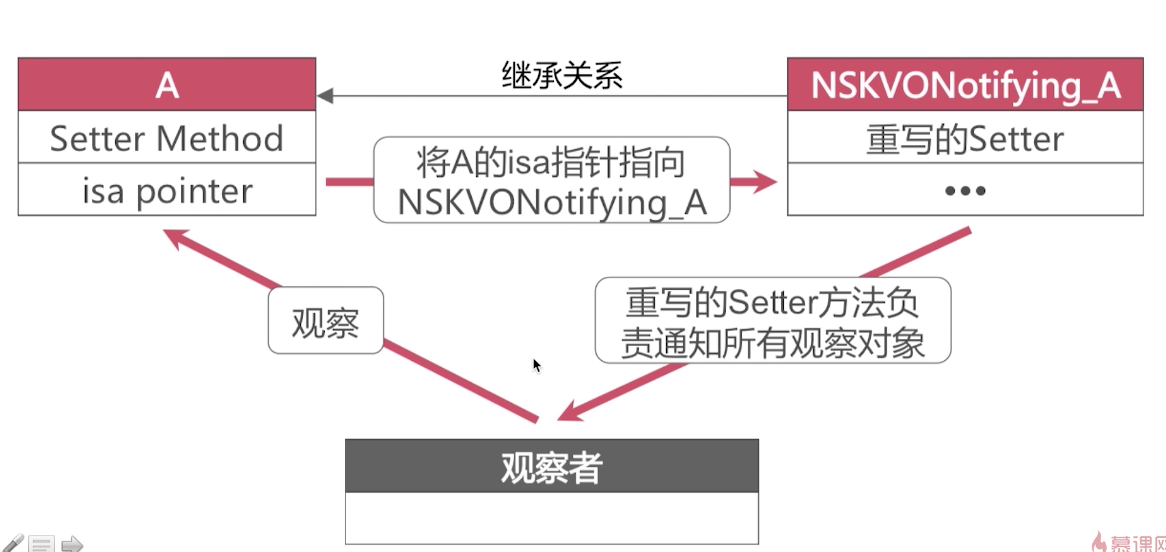 继承关系
A
NSKVONotifying_A
Setter Method
重写的Setter
isa pointer
•••
将A的isa指针指向
NSKVONotifying_A
观察
重写的Setter方法负
责通知所有观察对象
观察者
慕课网